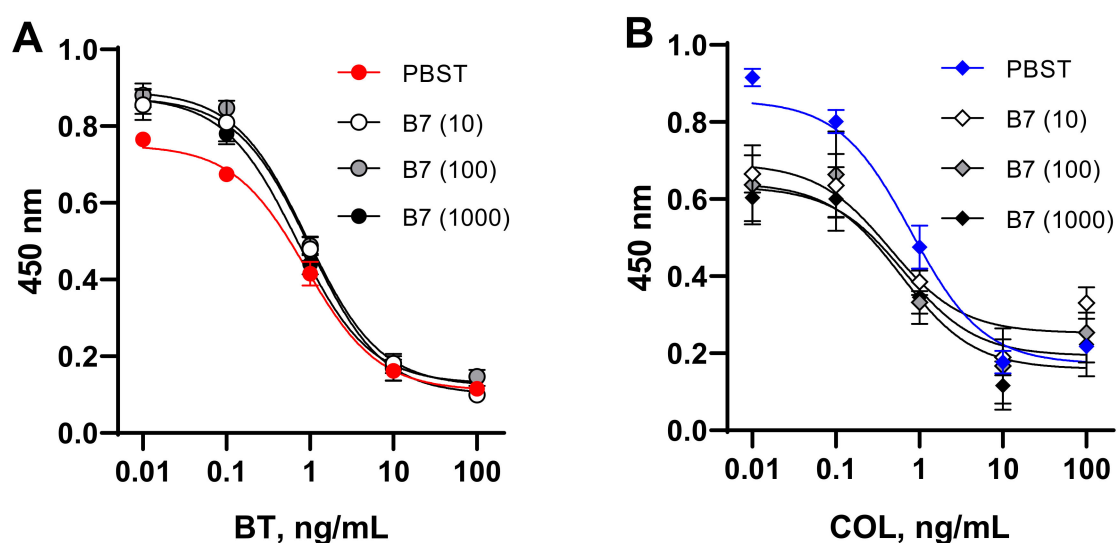 A
450 nm
1.0
0.8
0.6
0.4
0.2
0.0
0.01 0.1 1 10 100
BT, ng/mL
PBST
B7 (10)
B7 (100)
B7 (1000)
B
450 nm
1.0
0.8
0.6
0.4
0.2
0.0
0.01 0.1 1 10 100
COL, ng/mL
PBST
B7 (10)
B7 (100)
B7 (1000)